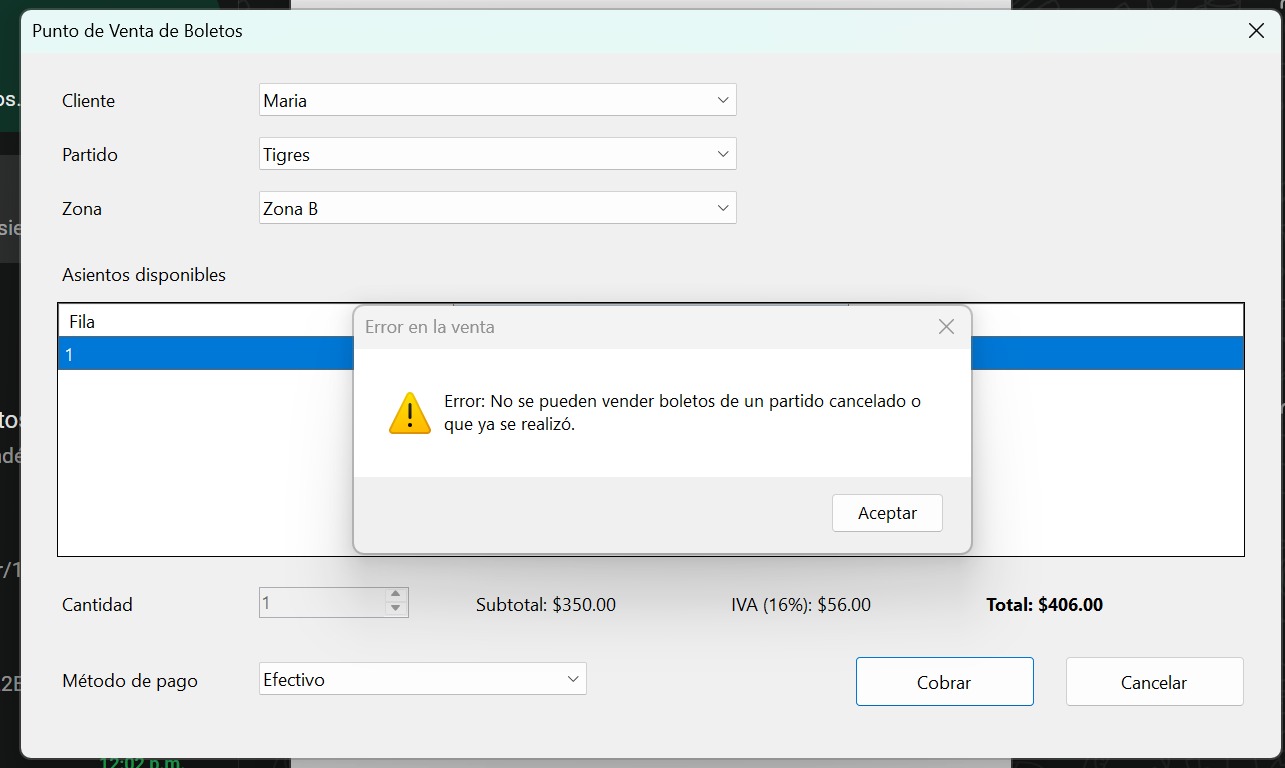 Punto de Venta de Boletos
Cliente
Maria
Partido
Tigres
Zona
Zona B
Asientos disponibles
Fila
1
Error en la venta
Error: No se pueden vender boletos de un partido cancelado o
que ya se realizó.
Aceptar
Cantidad
1
Subtotal: $350.00
IVA (16%): $56.00
Total: $406.00
Método de pago
Efectivo
Cobrar
Cancelar
12:02 p.m.